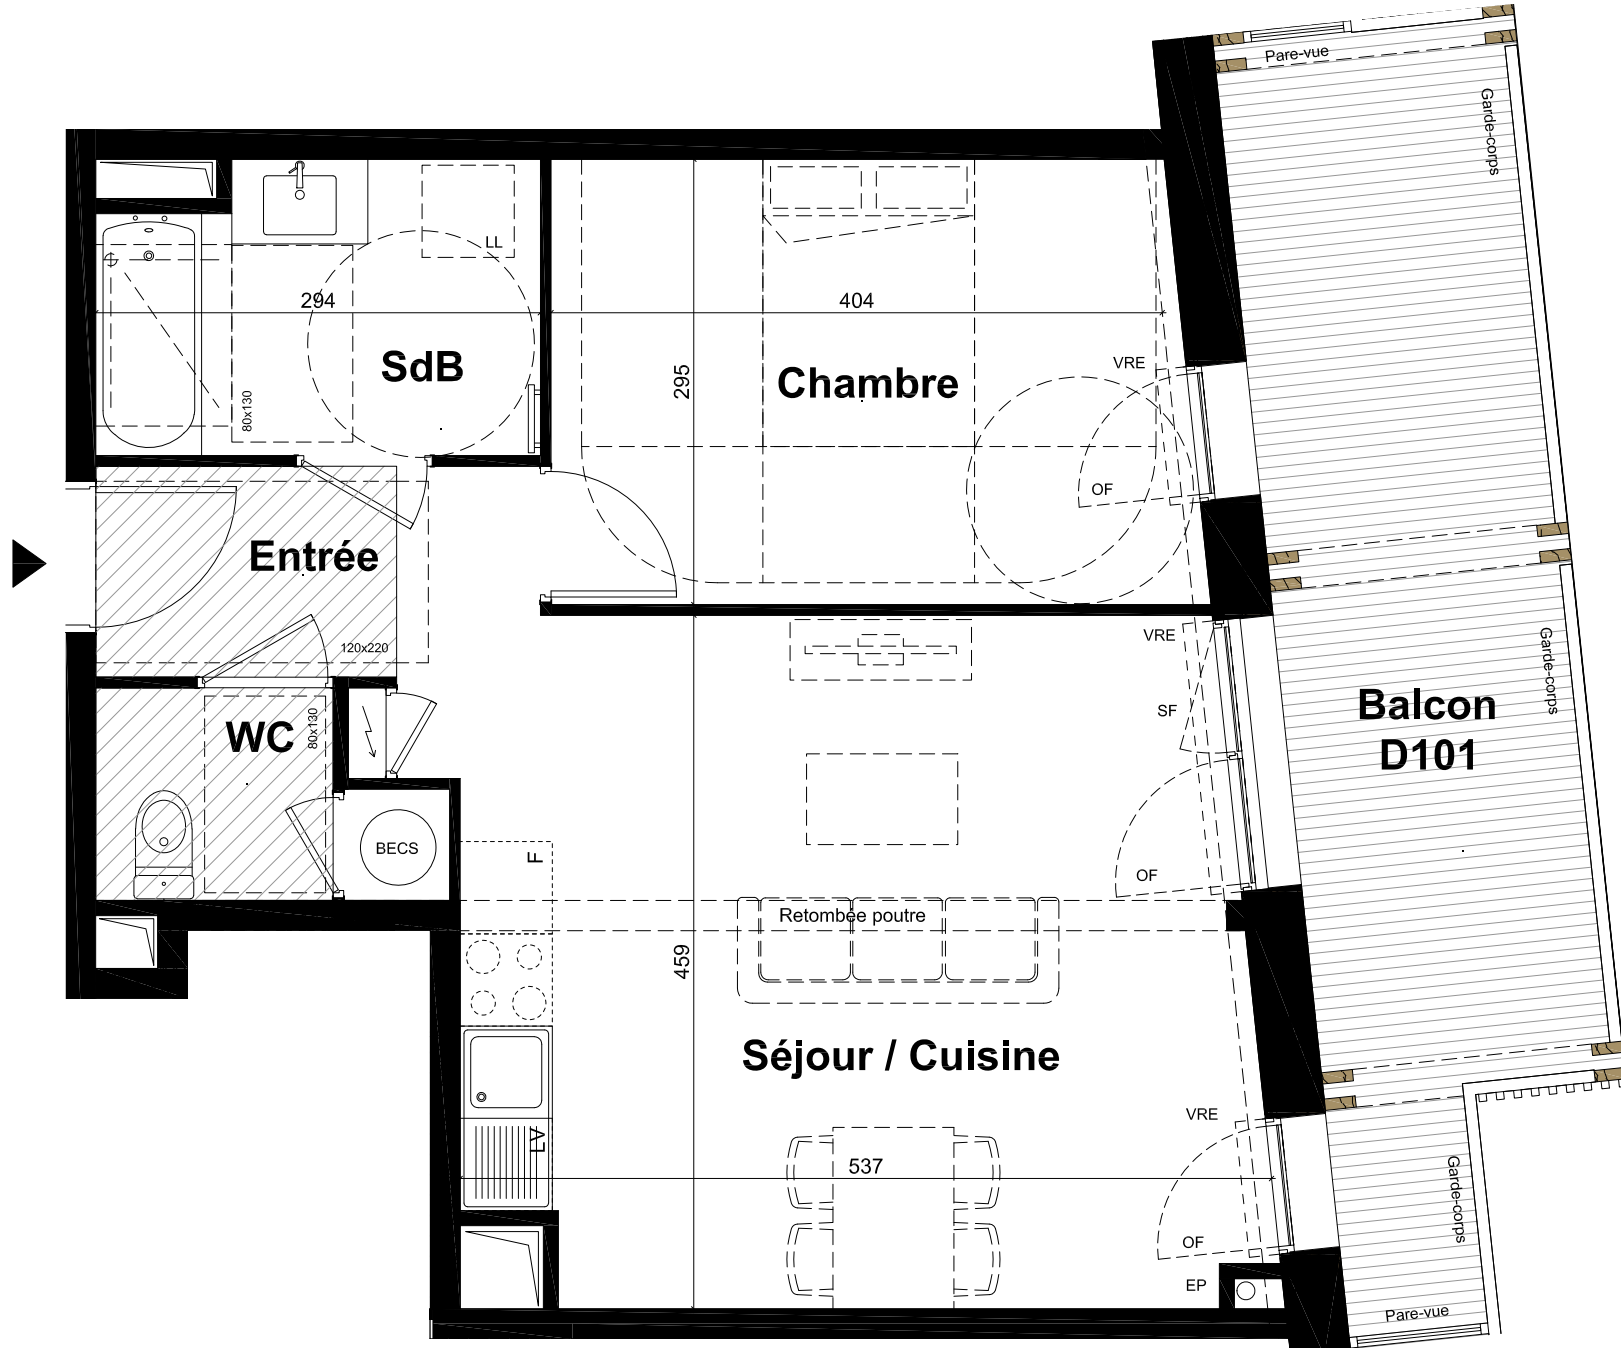 Pare-vue
Garde-corps
LL
294
404
SdB
295
Chambre
VRE
80x130
OF
Entrée
120x220
VRE
Garde-corps
WC
80x130
SF
Balcon
D101
BECS
F
OF
Retombée poutre
459
Séjour / Cuisine
VRE
LV
537
Garde-corps
OF
EP
Pare-vue